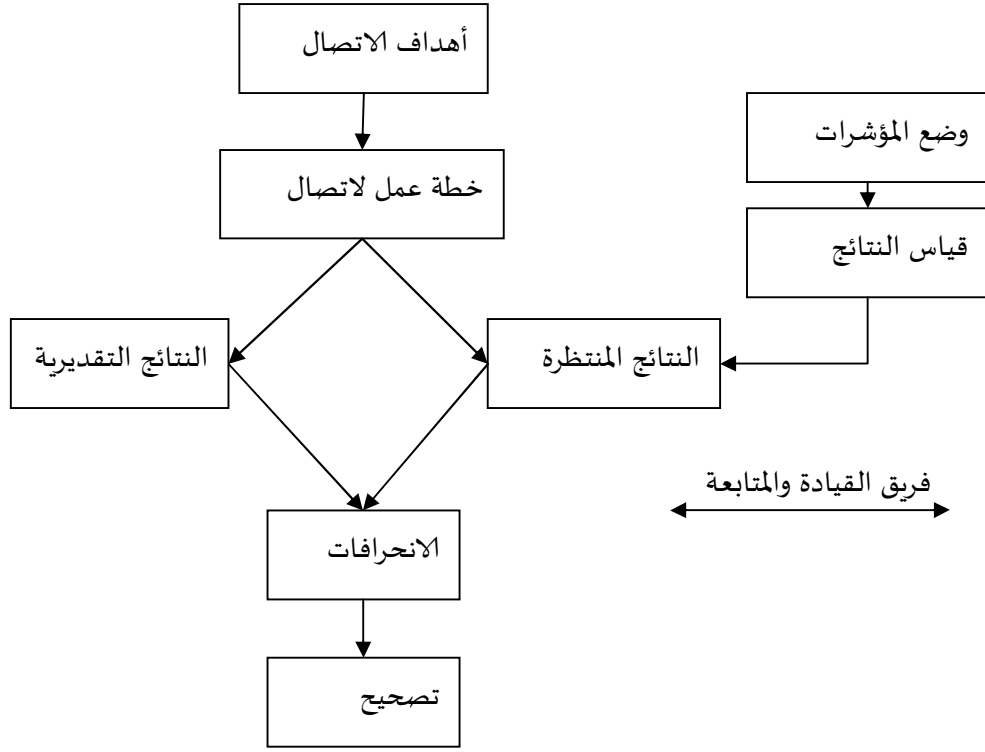 أهداف الاتصال
وضع المؤشرات
خطة عمل لاتصال
قياس النتائج
النتائج المنتظرة
النتائج التقديرية
فريق القيادة والمتابعة
الانحرافات
تصحيح